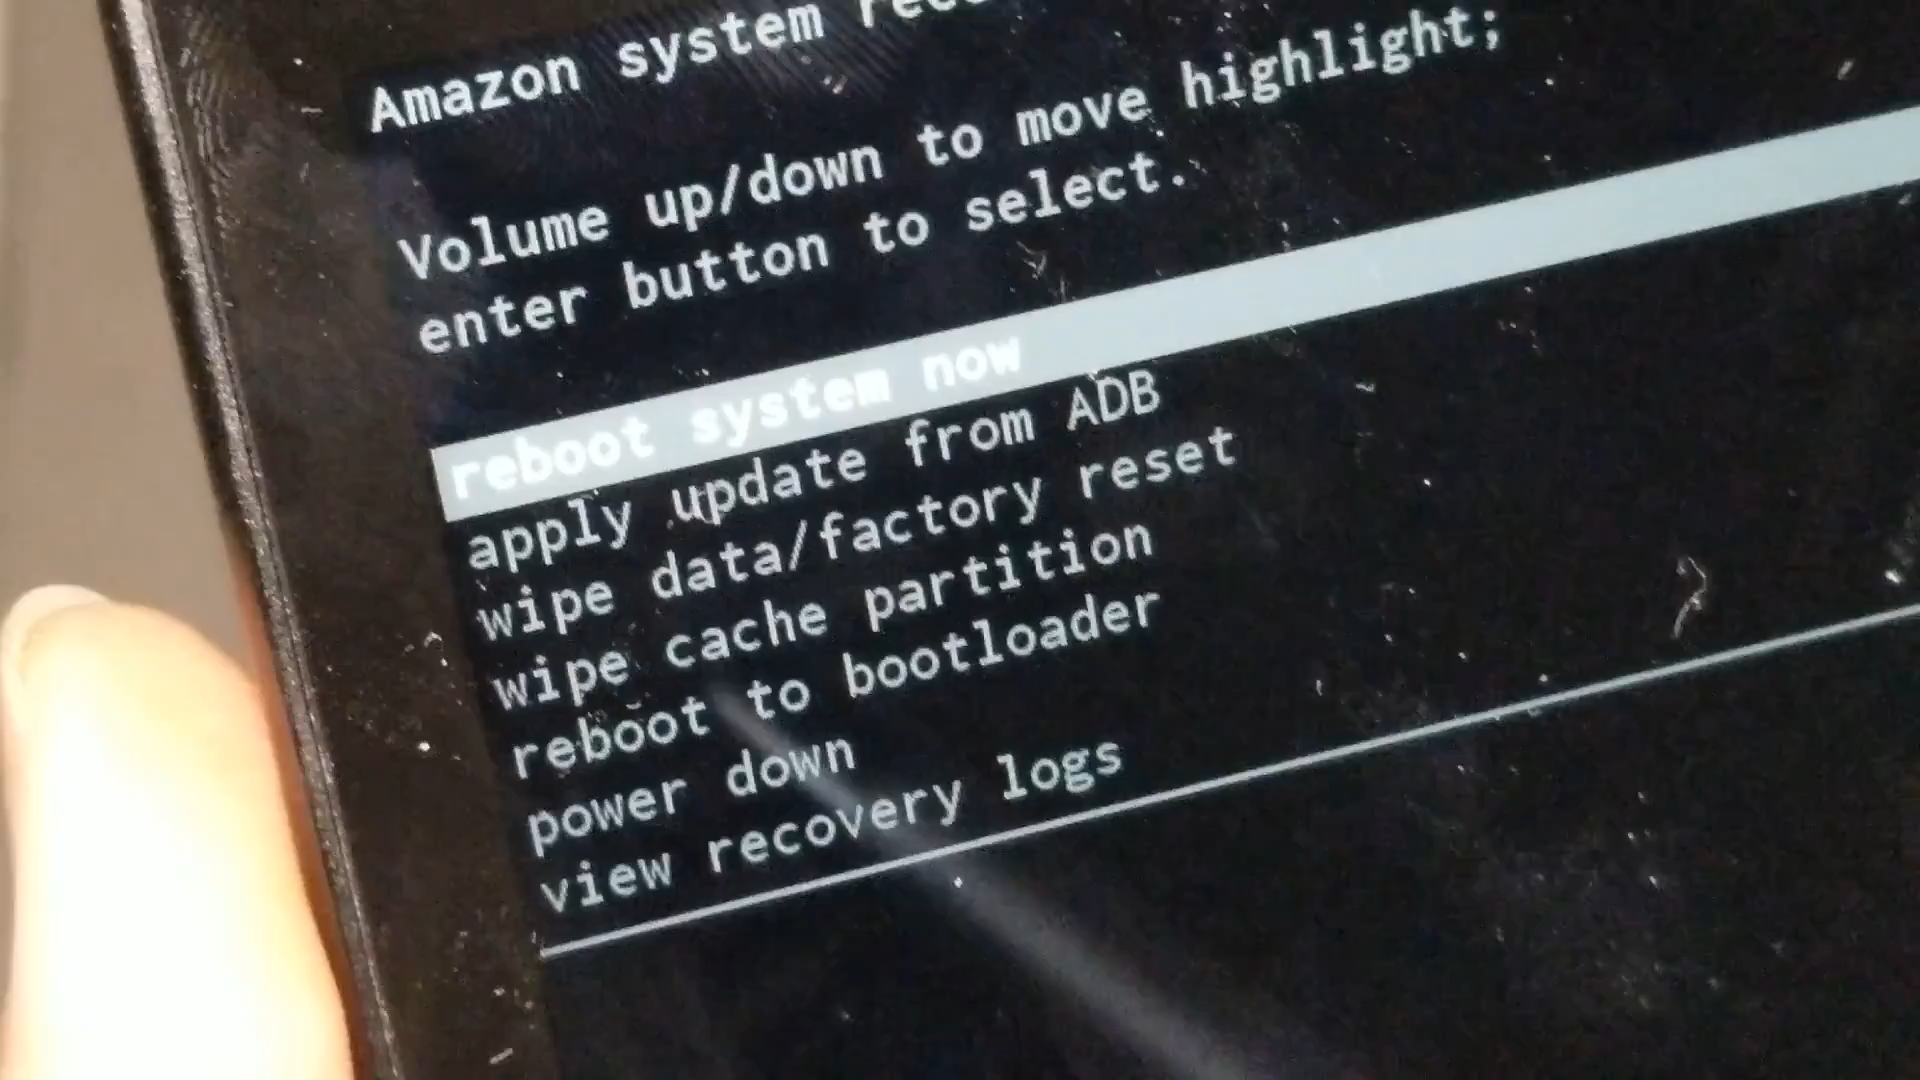 Amazon system
Volume up/down to move highlight;
enter button to select.
reboot system now
apply update from ADB
wipe data/factory reset
wipe cache partition
reboot to bootloader
power down
view recovery logs